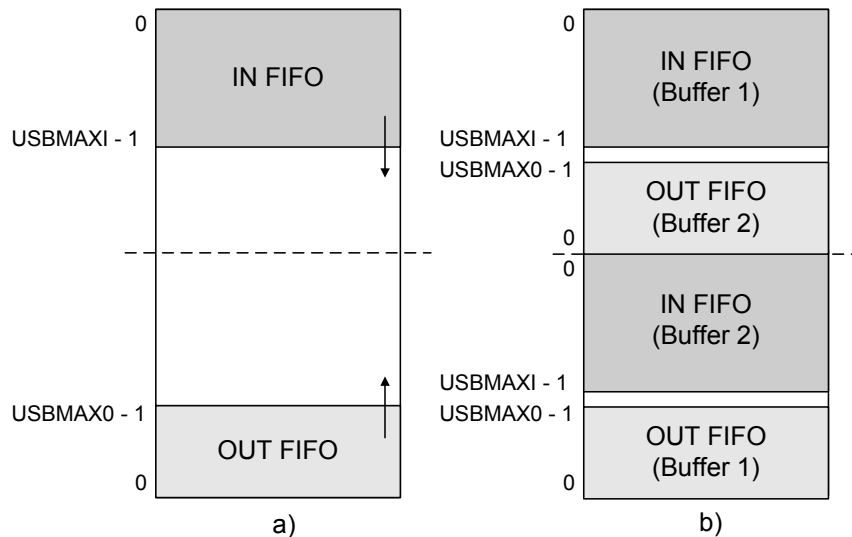 0
IN FIFO
USBMAXI - 1
USBMAX0 - 1
OUT FIFO
0
a)
IN FIFO
(Buffer 1)
USBMAXI - 1
USBMAX0 - 1
OUT FIFO
(Buffer 2)
0
0
IN FIFO
(Buffer 2)
USBMAXI - 1
USBMAX0 - 1
OUT FIFO
(Buffer 1)
0
0
b)